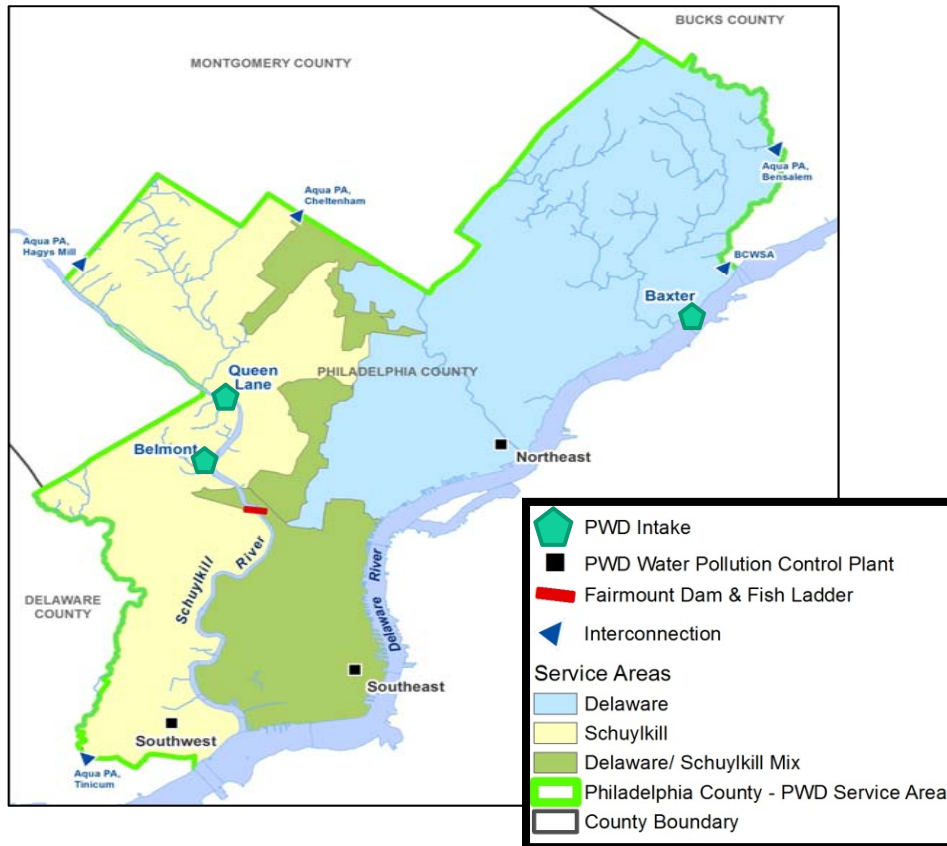 BUCKS COUNTY
MONTGOMERY COUNTY
Aqua PA,
Bensalem
Aqua PA,
Cheltenham
Aqua PA,
Hagys Mill
BCWSA
Baxter
Queen
Lane
PHILADELPHIA COUNTY
Belmont
Northeast
Schuylkill
River
Delaware River
DELAWARE
COUNTY
Southeast
Southwest
Aqua PA,
Tinicum
PWD Intake
PWD Water Pollution Control Plant
Fairmount Dam & Fish Ladder
Interconnection
Service Areas
Delaware
Schuylkill
Delaware/ Schuylkill Mix
Philadelphia County - PWD Service Area
County Boundary